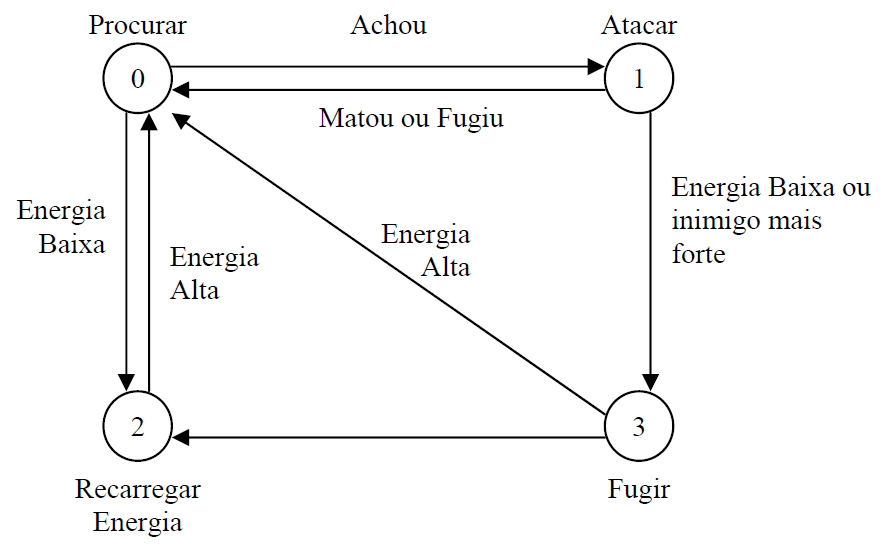 Procurar
Achou
Atacar
0
1
Matou ou Fugiu
Energia
Baixa
Energia
Alta
Energia
Alta
Energia Baixa ou
inimigo mais
forte
2
3
Recarregar
Energia
Fugir